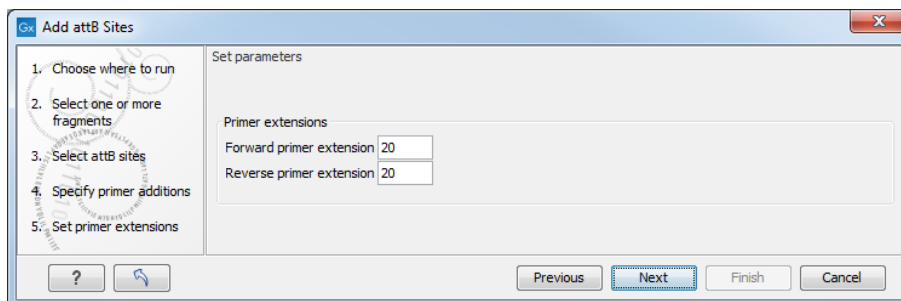 Gx Add attB Sites
1. Choose where to run
2. Select one or more
fragments
3. Select attB sites
4. Specify primer additions
5. Set primer extensions
Set parameters
Primer extensions
Forward primer extension 20
Reverse primer extension 20
? Previous Next Finish Cancel